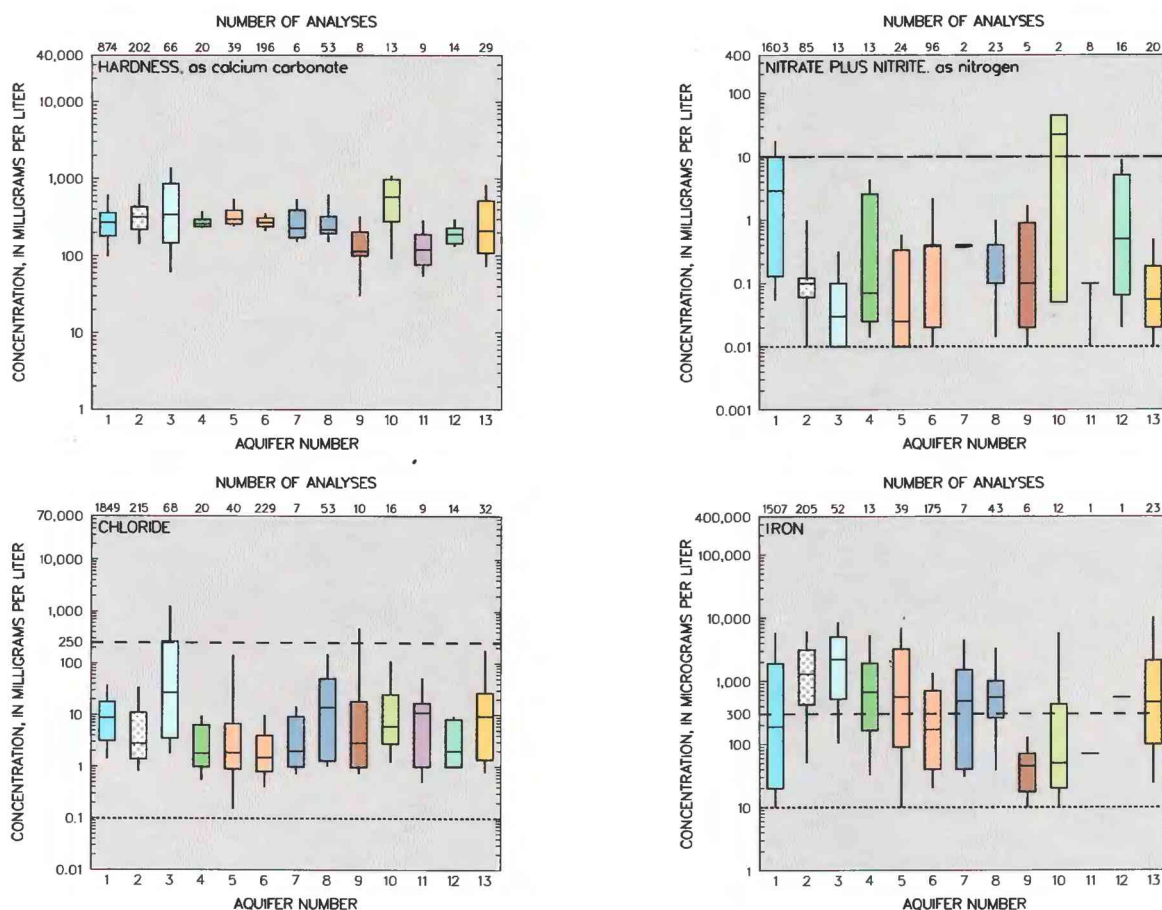 NUMBER OF ANALYSES
874 202 66 20 39 196 6 53 8 13 9 14 29
HARDNESS, as calcium carbonate
CONCENTRATION, IN MILLIGRAMS PER LITER
40,000
10,000
1,000
100
10
1
1 2 3 4 5 6 7 8 9 10 11 12 13
AQUIFER NUMBER
NUMBER OF ANALYSES
1603 85 13 13 24 96 2 23 5 2 8 16 20
NITRATE PLUS NITRITE, as nitrogen
CONCENTRATION, IN MILLIGRAMS PER LITER
400
100
10
1
0.1
0.01
0.001
1 2 3 4 5 6 7 8 9 10 11 12 13
AQUIFER NUMBER
NUMBER OF ANALYSES
1849 215 68 20 40 229 7 53 10 16 9 14 32
CHLORIDE
CONCENTRATION, IN MILLIGRAMS PER LITER
70,000
10,000
1,000
250
100
10
1
0.1
0.01
1 2 3 4 5 6 7 8 9 10 11 12 13
AQUIFER NUMBER
NUMBER OF ANALYSES
1507 205 52 13 39 175 7 43 6 12 1 1 23
IRON
CONCENTRATION, IN MICROGRAMS PER LITER
400,000
100,000
10,000
1,000
300
100
10
1
1 2 3 4 5 6 7 8 9 10 11 12 13
AQUIFER NUMBER